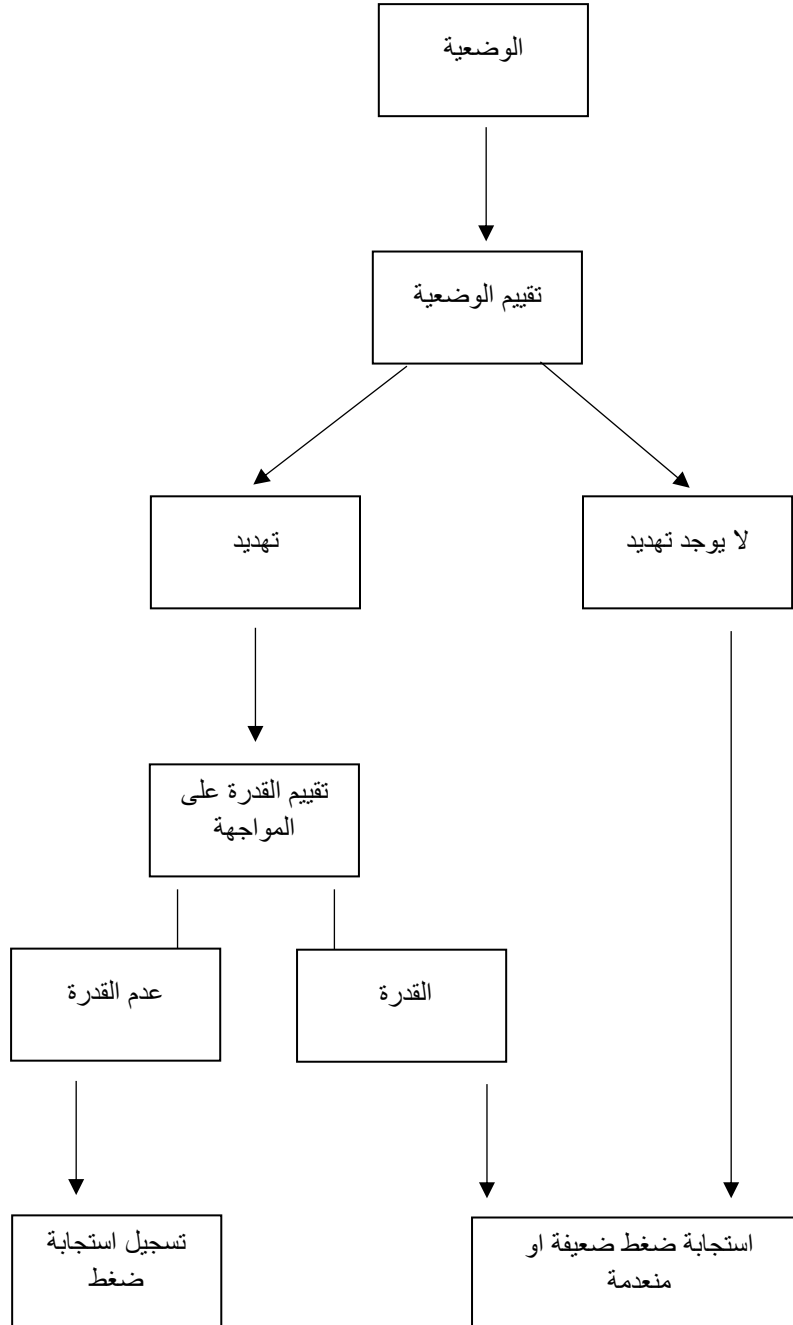 الوضعية
تقييم الوضعية
تهديد
لا يوجد تهديد
تقييم القدرة على
المواجهة
عدم القدرة
القدرة
تسجيل استجابة
ضغط
استجابة ضغط ضعيفة او
منعدمة